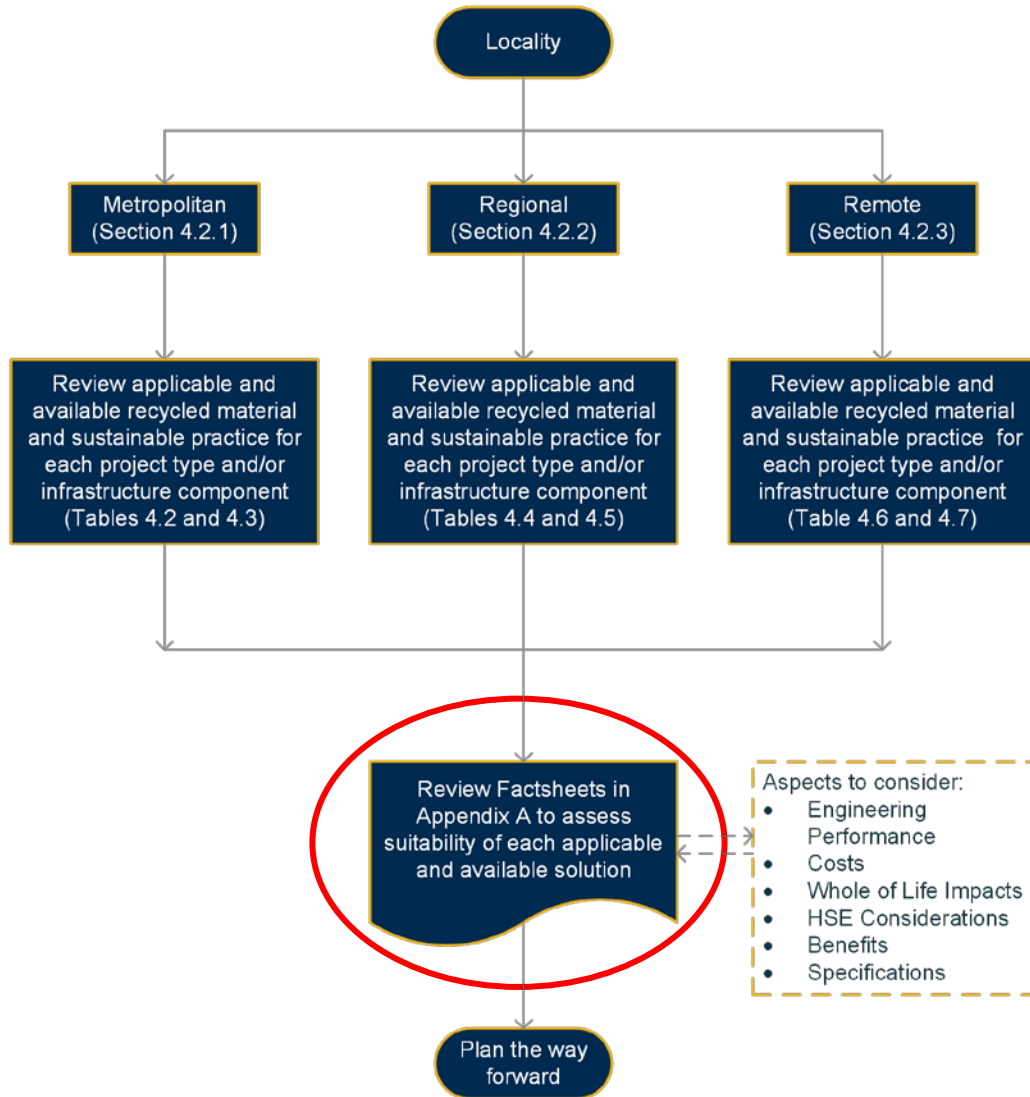 Locality
Metropolitan
(Section 4.2.1)
Regional
(Section 4.2.2)
Remote
(Section 4.2.3)
Review applicable and
available recycled material
and sustainable practice for
each project type and/or
infrastructure component
(Tables 4.2 and 4.3)
Review applicable and
available recycled material
and sustainable practice for
each project type and/or
infrastructure component
(Tables 4.4 and 4.5)
Review applicable and
available recycled material
and sustainable practice for
each project type and/or
infrastructure component
(Table 4.6 and 4.7)
Review Factsheets in
Appendix A to assess
suitability of each applicable
and available solution
Aspects to consider:
• Engineering
Performance
• Costs
• Whole of Life Impacts
• HSE Considerations
• Benefits
• Specifications
Plan the way
forward